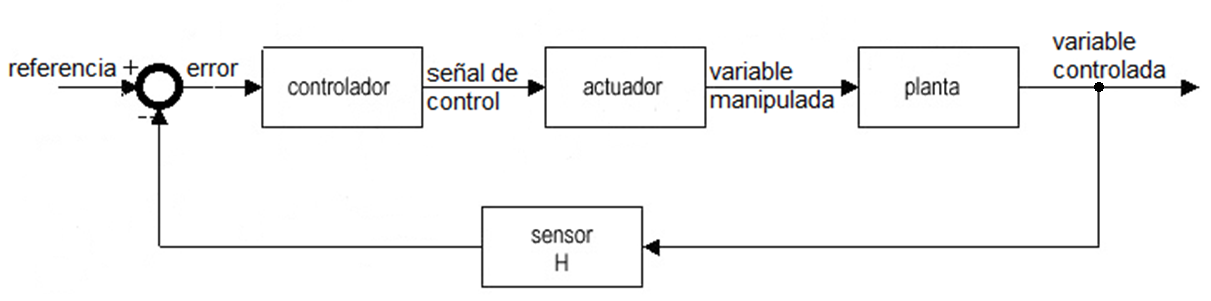 referencia +
error
controlador
señal de
control
actuador
variable
manipulada
planta
variable
controlada
--
sensor
H